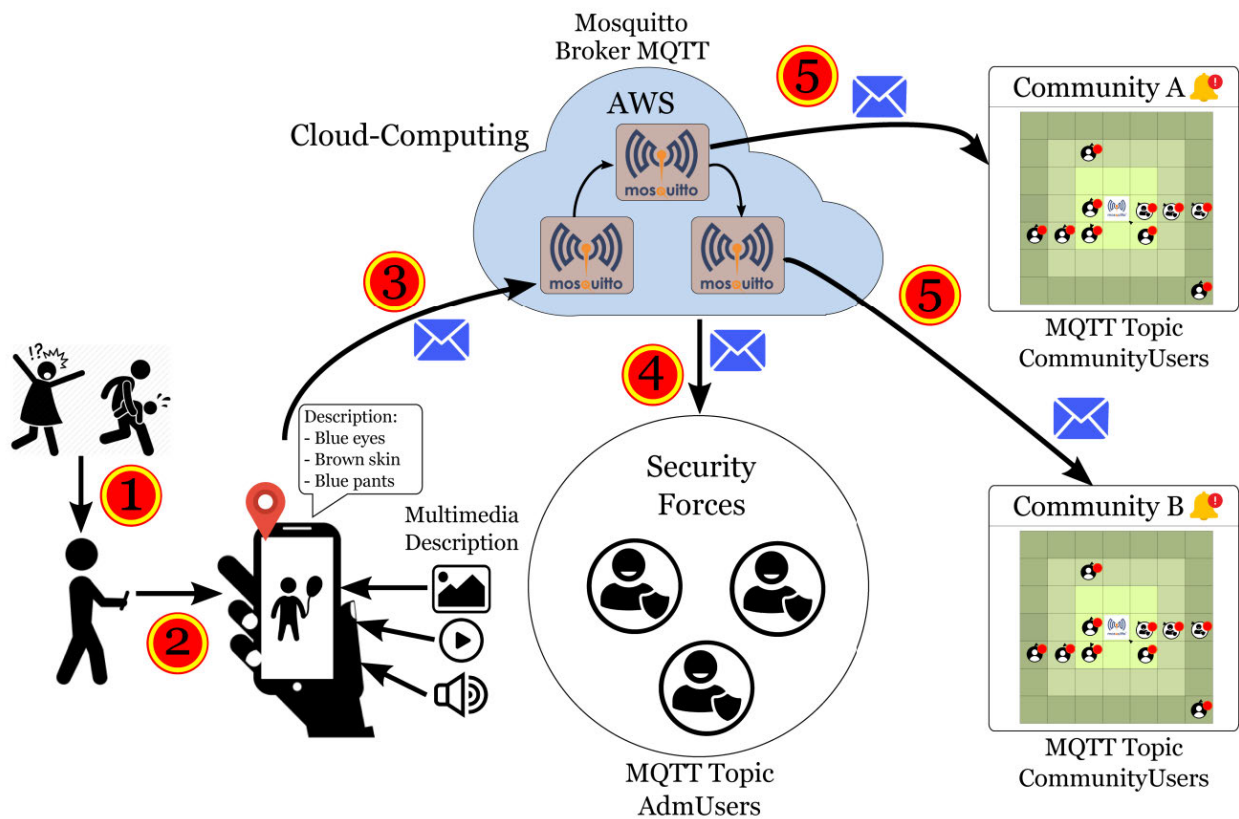 Mosquitto
Broker MQTT
AWS
Cloud-Computing
mosquitto
mosquitto
mosquitto
5
Community A
MQTT Topic
CommunityUsers
3
5
4
!?
Description:
- Blue eyes
- Brown skin
- Blue pants
1
Multimedia
Description
2
Security
Forces
MQTT Topic
AdmUsers
Community B
MQTT Topic
CommunityUsers